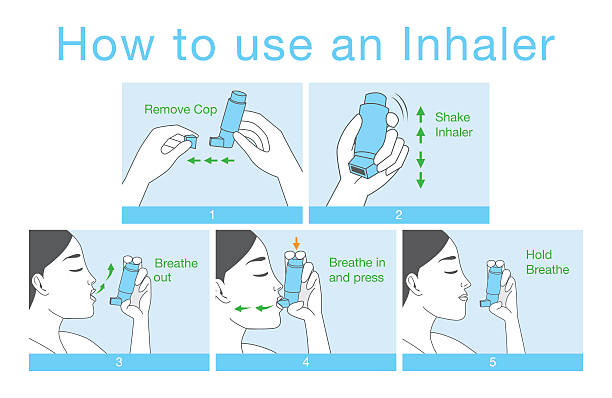 How to use an Inhaler
Remove Cop
1
Shake
Inhaler
2
Breathe
out
3
Breathe in
and press
4
Hold
Breathe
5